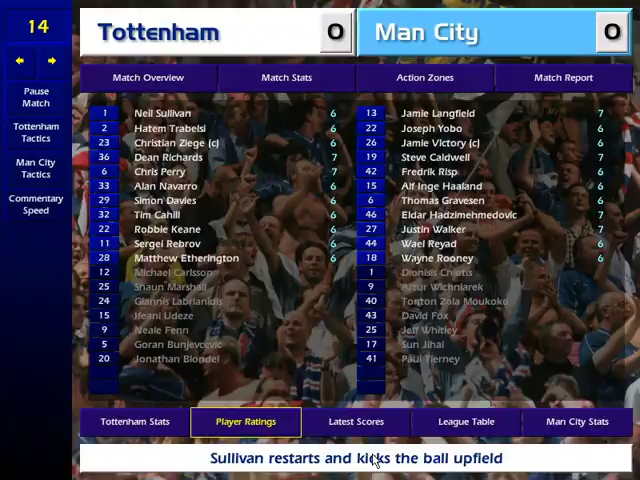 14
Tottenham 0
Man City 0
Match Overview
Match Stats
Action Zones
Match Report
Pause
Match
Tottenham
Tactics
Man City
Tactics
Commentary
Speed
1 Neil Sullivan 6
2 Hatem Trabelsi 6
23 Christian Ziege (c) 6
36 Dean Richards 7
6 Chris Perry 7
33 Alan Navarro 6
29 Simon Davies 6
32 Tim Cahill 6
22 Robbie Keane 6
11 Sergei Rebrov 6
28 Matthew Etherington 6
12 Michael Carlsson
25 Shaun Marshall
24 Giannis Labrianidis
15 Ifeani Udeze
9 Neale Fenn
5 Goran Bunjevcevic
20 Jonathan Blondel
13 Jamie Langfield 7
22 Joseph Yobo 6
26 Jamie Victory (c) 6
19 Steve Caldwell 7
42 Fredrik Risp 6
15 Alf Inge Haaland 6
6 Thomas Gravesen 6
46 Eldar Hadzimehmedovic 7
27 Justin Walker 7
44 Wael Reyad 6
18 Wayne Rooney 6
1 Dionisis Chiotis
9 Artur Wichniarek
40 Tonton Zola Moukoko
43 David Fox
25 Jeff Whitley
17 Sun Jihai
41 Paul Tierney
Tottenham Stats
Player Ratings
Latest Scores
League Table
Man City Stats
Sullivan restarts and kicks the ball upfield